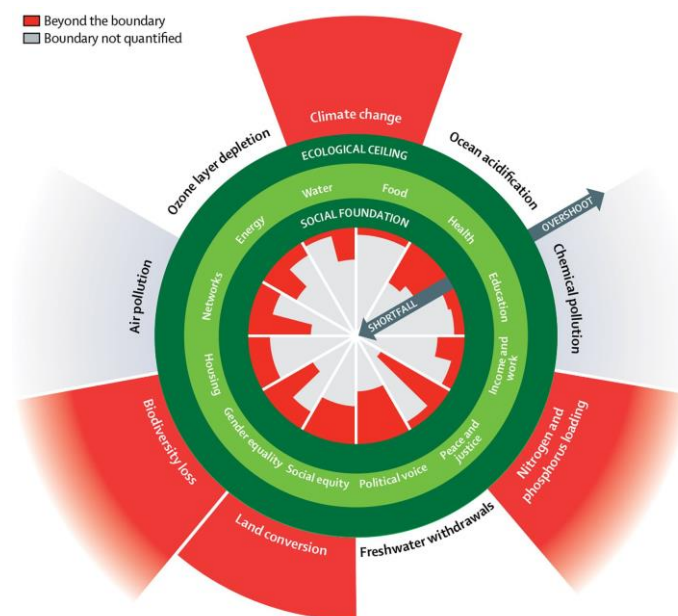 Beyond the boundary
Boundary not quantified
Climate change
Ozone layer depletion
Ocean acidification
ECOLOGICAL CEILING
Water
Food
Energy
SOCIAL FOUNDATION
Health
OVERSHOOT
Air pollution
Networks
SHORTFALL
Education
Chemical pollution
Housing
Income and
work
Biodiversity loss
Gender equality
Social equity
Political voice
Peace and
justice
Nitrogen and
phosphorus loading
Land conversion
Freshwater withdrawals